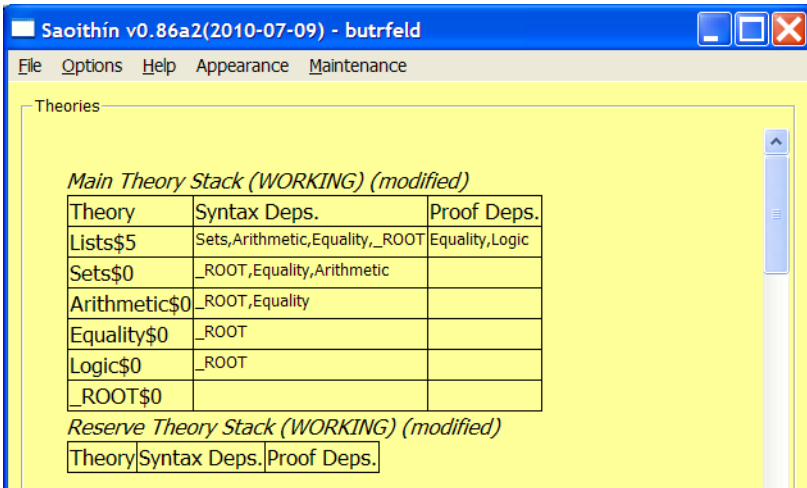 Saoithín v0.86a2(2010-07-09) - butrfeld
File Options Help Appearance Maintenance
Theories
Main Theory Stack (WORKING) (modified)
Theory Syntax Deps. Proof Deps.
Lists$5 Sets,Arithmetic,Equality,_ROOT Equality,Logic
Sets$0 _ROOT,Equality,Arithmetic
Arithmetic$0 _ROOT,Equality
Equality$0 _ROOT
Logic$0 _ROOT
_ROOT$0
Reserve Theory Stack (WORKING) (modified)
Theory Syntax Deps. Proof Deps.